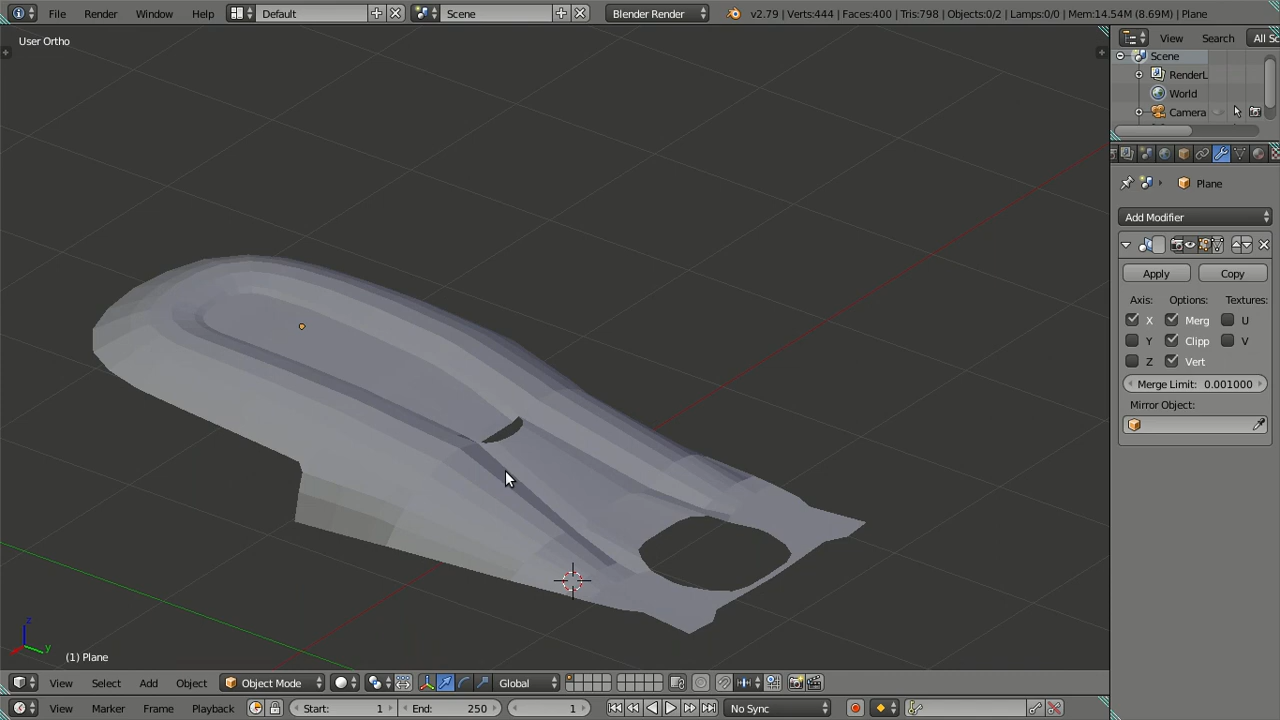 File Render Window Help Default Scene Blender Render v2.79 | Verts:444 | Faces:400 | Tris:798 | Objects:0/2 | Lamps:0/0 | Mem:14.54M (8.69M) | Plane
User Ortho
View Search All Sc
Scene
RenderL
World
Camera
Plane
Add Modifier
Apply Copy
Axis: Options: Textures:
X Merg U
Y Clipp V
Z Vert
Merge Limit: 0.001000
Mirror Object:
z
y
(1) Plane
View Select Add Object Object Mode Global
View Marker Frame Playback Start: 1 End: 250 1 No Sync